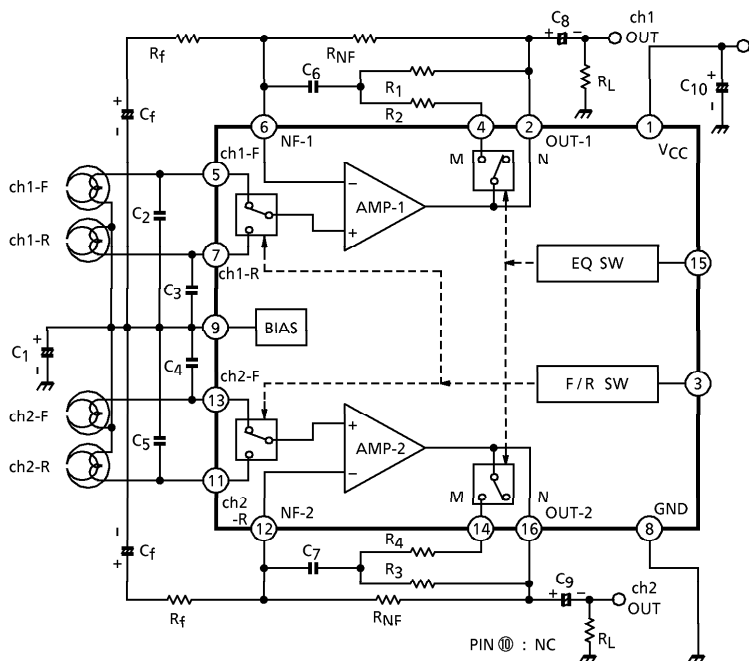 C8 ch1
+ − OUT
Rf RNF
C6 R1 RL C10
R2
+ Cf −
6 NF-1 4 2 OUT-1 1 VCC
ch1-F 5 M N
ch1-F C2 AMP-1 − +
ch1-R 7 ch1-R
C3 EQ SW 15
9 BIAS
C1 + −
C4 F/R SW 3
ch2-F 13 ch2-F
C5 AMP-2 + −
ch2-R 11 ch2-R
M N GND
12 NF-2 14 16 OUT-2 8
− Cf +
C7 R4
R3
C9 ch2
+ − OUT
Rf RNF RL
PIN ⑩ : NC